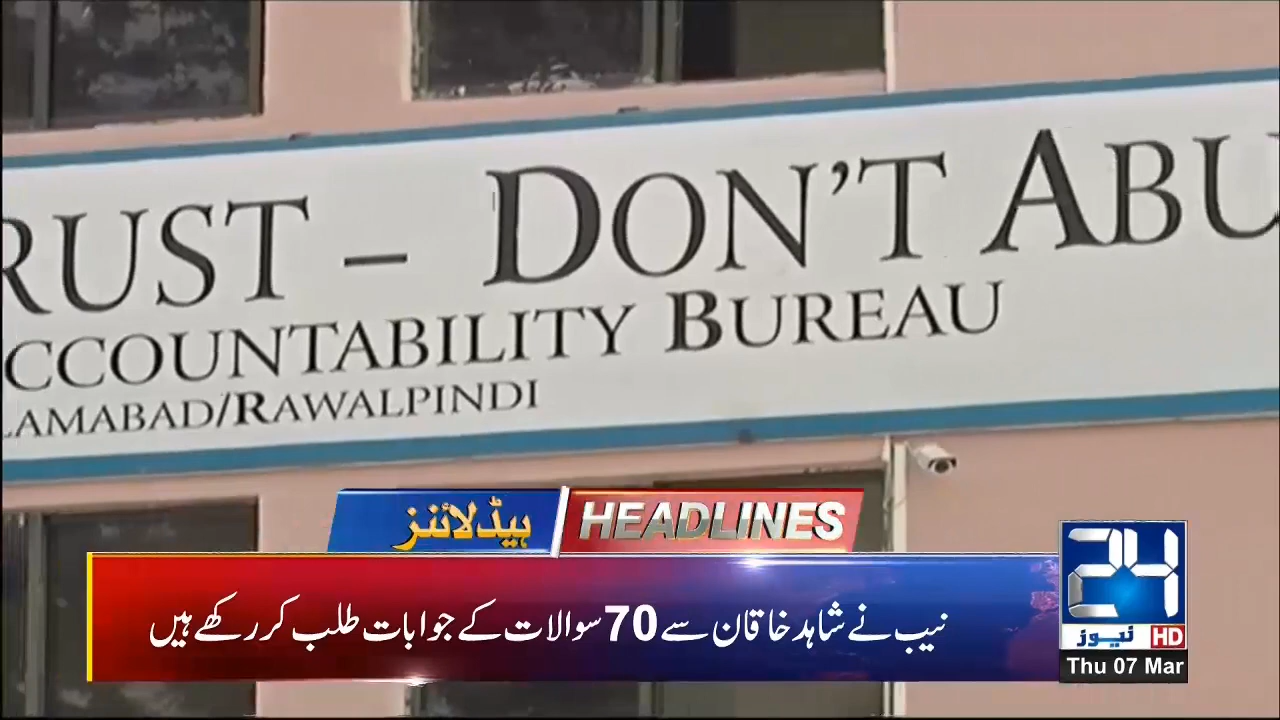 RUST – DON'T ABU
ACCOUNTABILITY BUREAU
LAMABAD/RAWALPINDI
ہیڈلائنز HEADLINES
نیب نے شاہد خاقان سے 70 سوالات کے جوابات طلب کر رکھے ہیں
24
نیوز HD
Thu 07 Mar